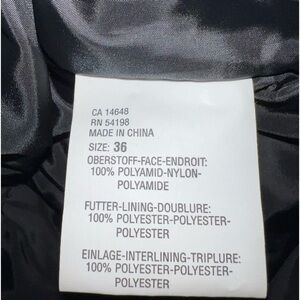 CA 14648
RN 54198
MADE IN CHINA
SIZE: 36
OBERSTOFF-FACE-ENDROIT:
100% POLYAMID-NYLON-
POLYAMIDE
FUTTER-LINING-DOUBLURE:
100% POLYESTER-POLYESTER-
POLYESTER
EINLAGE-INTERLINING-TRIPLURE:
100% POLYESTER-POLYESTER-
POLYESTER